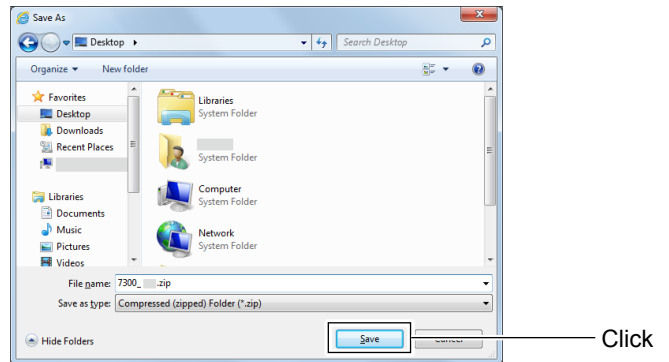 Save As
Desktop
Search Desktop
Organize New folder
Favorites
Desktop
Downloads
Recent Places
Libraries
Documents
Music
Pictures
Videos
Libraries
System Folder
System Folder
Computer
System Folder
Network
System Folder
File name: 7300_ .zip
Save as type: Compressed (zipped) Folder (*.zip)
Hide Folders
Save
Cancel
Click